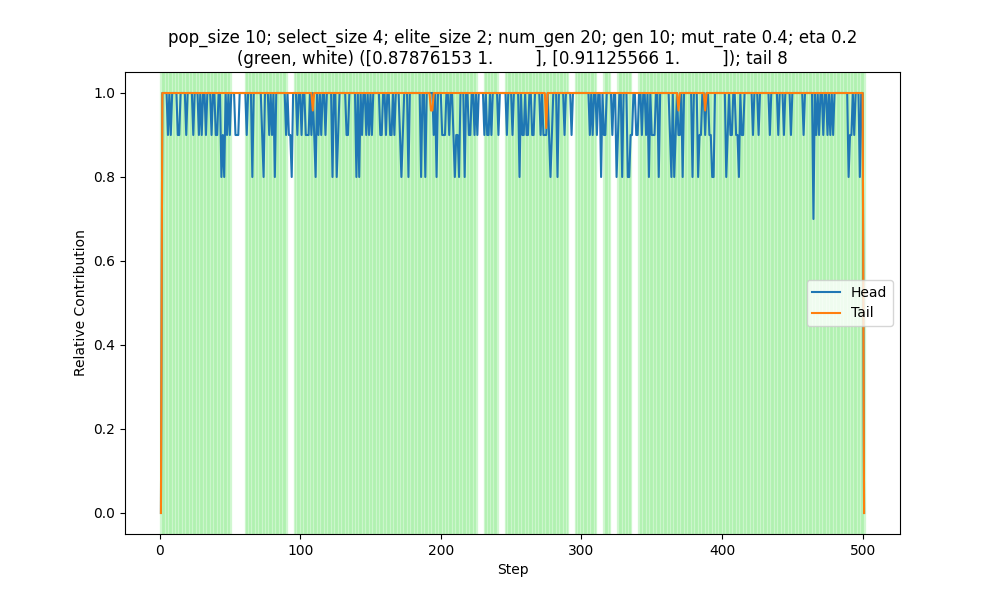 pop_size 10; select_size 4; elite_size 2; num_gen 20; gen 10; mut_rate 0.4; eta 0.2
(green, white) ([0.87876153 1.        ], [0.91125566 1.        ]); tail 8
1.0
0.8
0.6
0.4
0.2
0.0
Relative Contribution
Head
Tail
0 100 200 300 400 500
Step